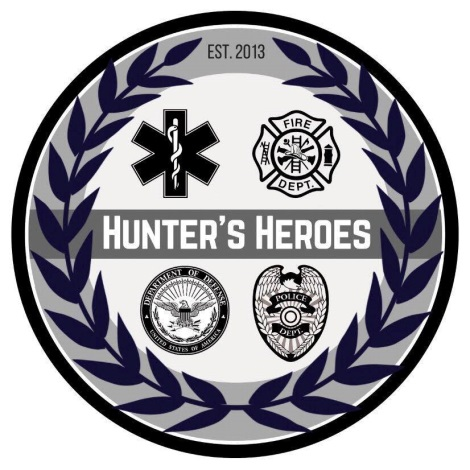 EST. 2013
FIRE
DEPT.
HUNTER'S HEROES
DEPARTMENT OF DEFENSE
UNITED STATES OF AMERICA
POLICE
DEPT.